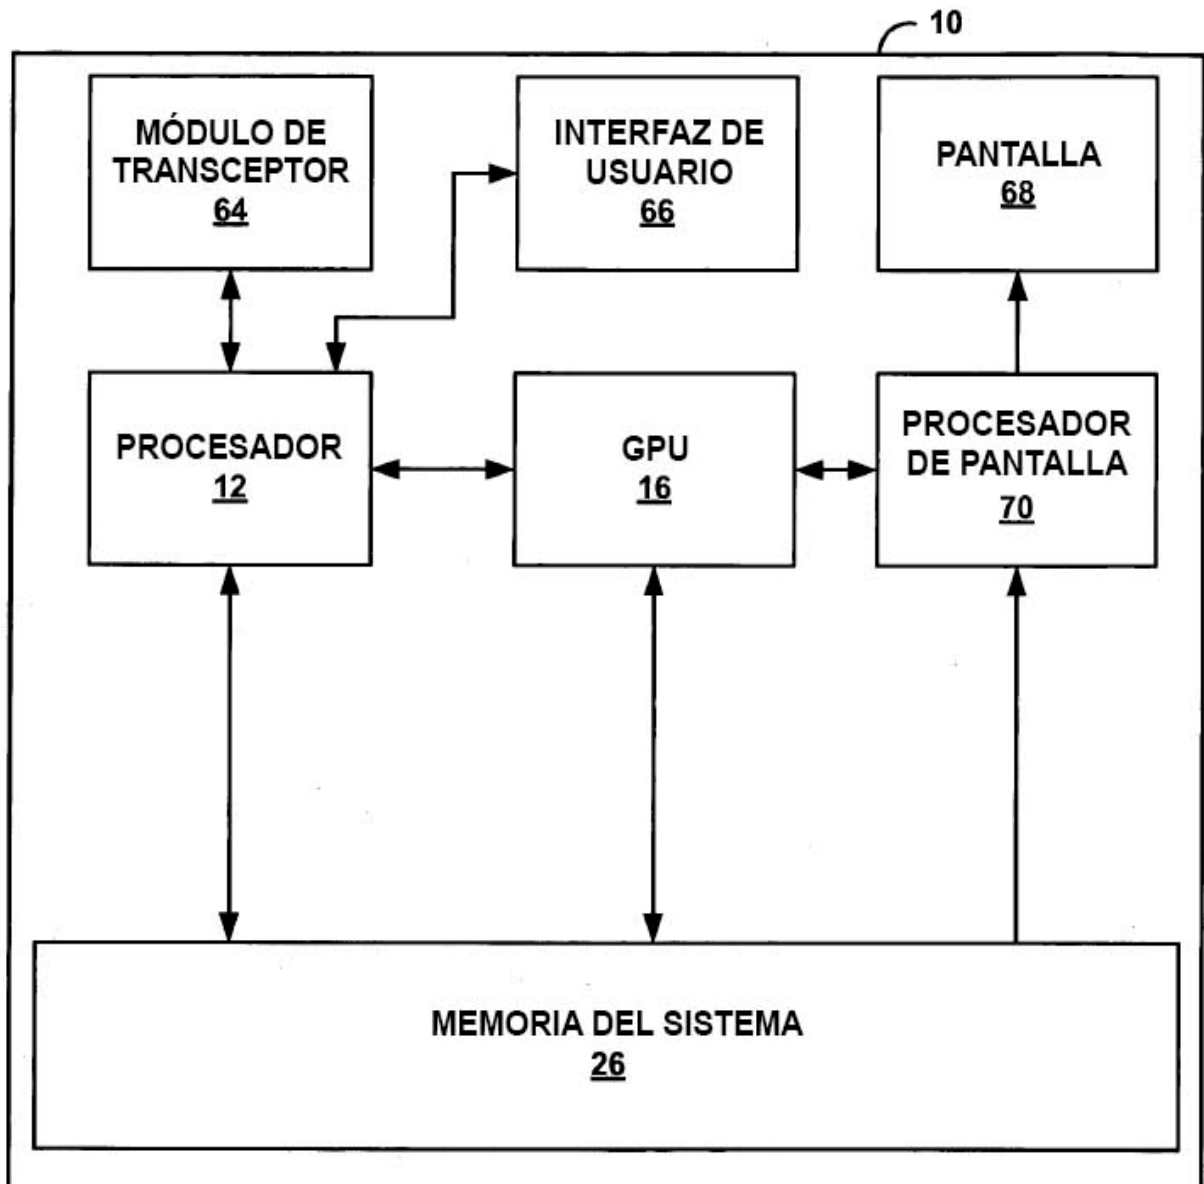 10
MÓDULO DE
TRANSCEPTOR
64
INTERFAZ DE
USUARIO
66
PANTALLA
68
PROCESADOR
12
GPU
16
PROCESADOR
DE PANTALLA
70
MEMORIA DEL SISTEMA
26